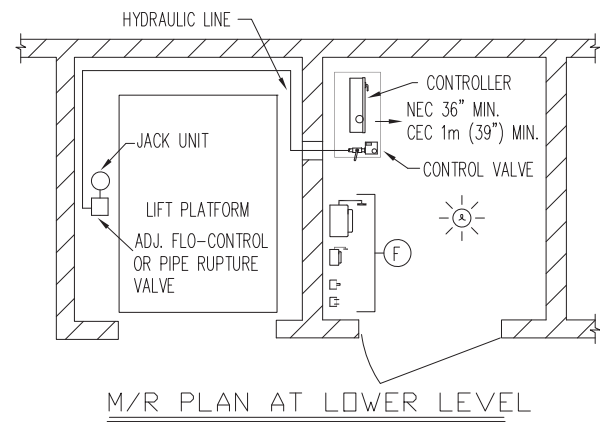 HYDRAULIC LINE
CONTROLLER
NEC 36" MIN.
CEC 1m (39") MIN.
JACK UNIT
CONTROL VALVE
LIFT PLATFORM
ADJ. FLO-CONTROL
OR PIPE RUPTURE
VALVE
F
M/R PLAN AT LOWER LEVEL